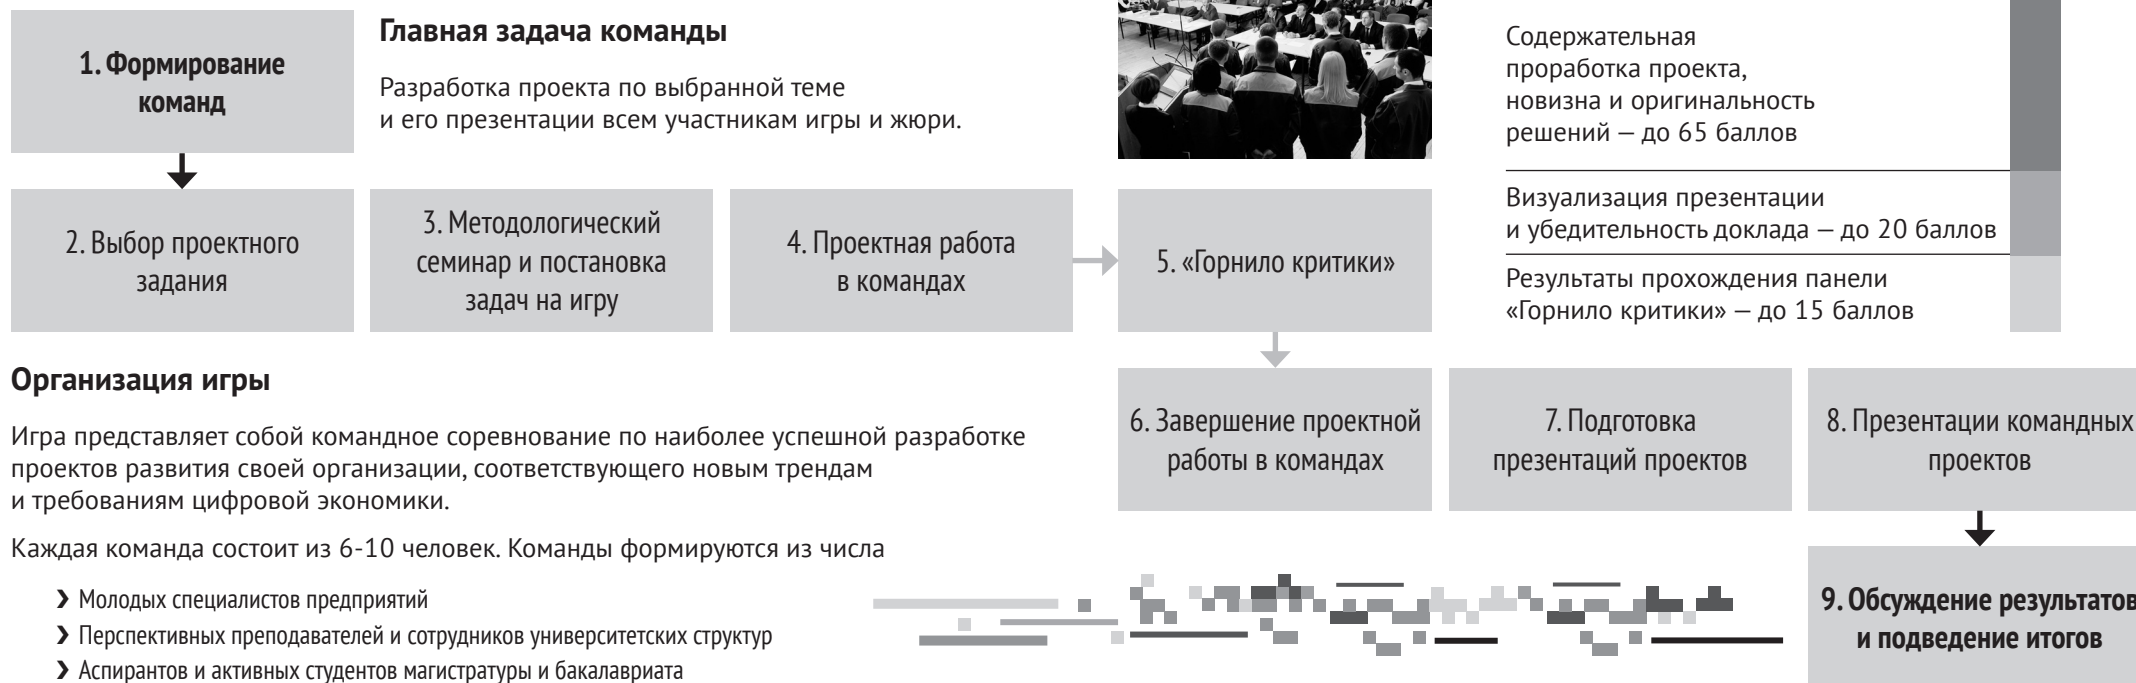 1. Формирование
команд
Главная задача команды
Разработка проекта по выбранной теме
и его презентации всем участникам игры и жюри.
Содержательная
проработка проекта,
новизна и оригинальность
решений — до 65 баллов
Визуализация презентации
и убедительность доклада — до 20 баллов
Результаты прохождения панели
«Горнило критики» — до 15 баллов
2. Выбор проектного
задания
3. Методологический
семинар и постановка
задач на игру
4. Проектная работа
в командах
5. «Горнило критики»
Организация игры
Игра представляет собой командное соревнование по наиболее успешной разработке
проектов развития своей организации, соответствующего новым трендам
и требованиям цифровой экономики.
Каждая команда состоит из 6-10 человек. Команды формируются из числа
❯ Молодых специалистов предприятий
❯ Перспективных преподавателей и сотрудников университетских структур
❯ Аспирантов и активных студентов магистратуры и бакалавриата
6. Завершение проектной
работы в командах
7. Подготовка
презентаций проектов
8. Презентации командных
проектов
9. Обсуждение результатов
и подведение итогов